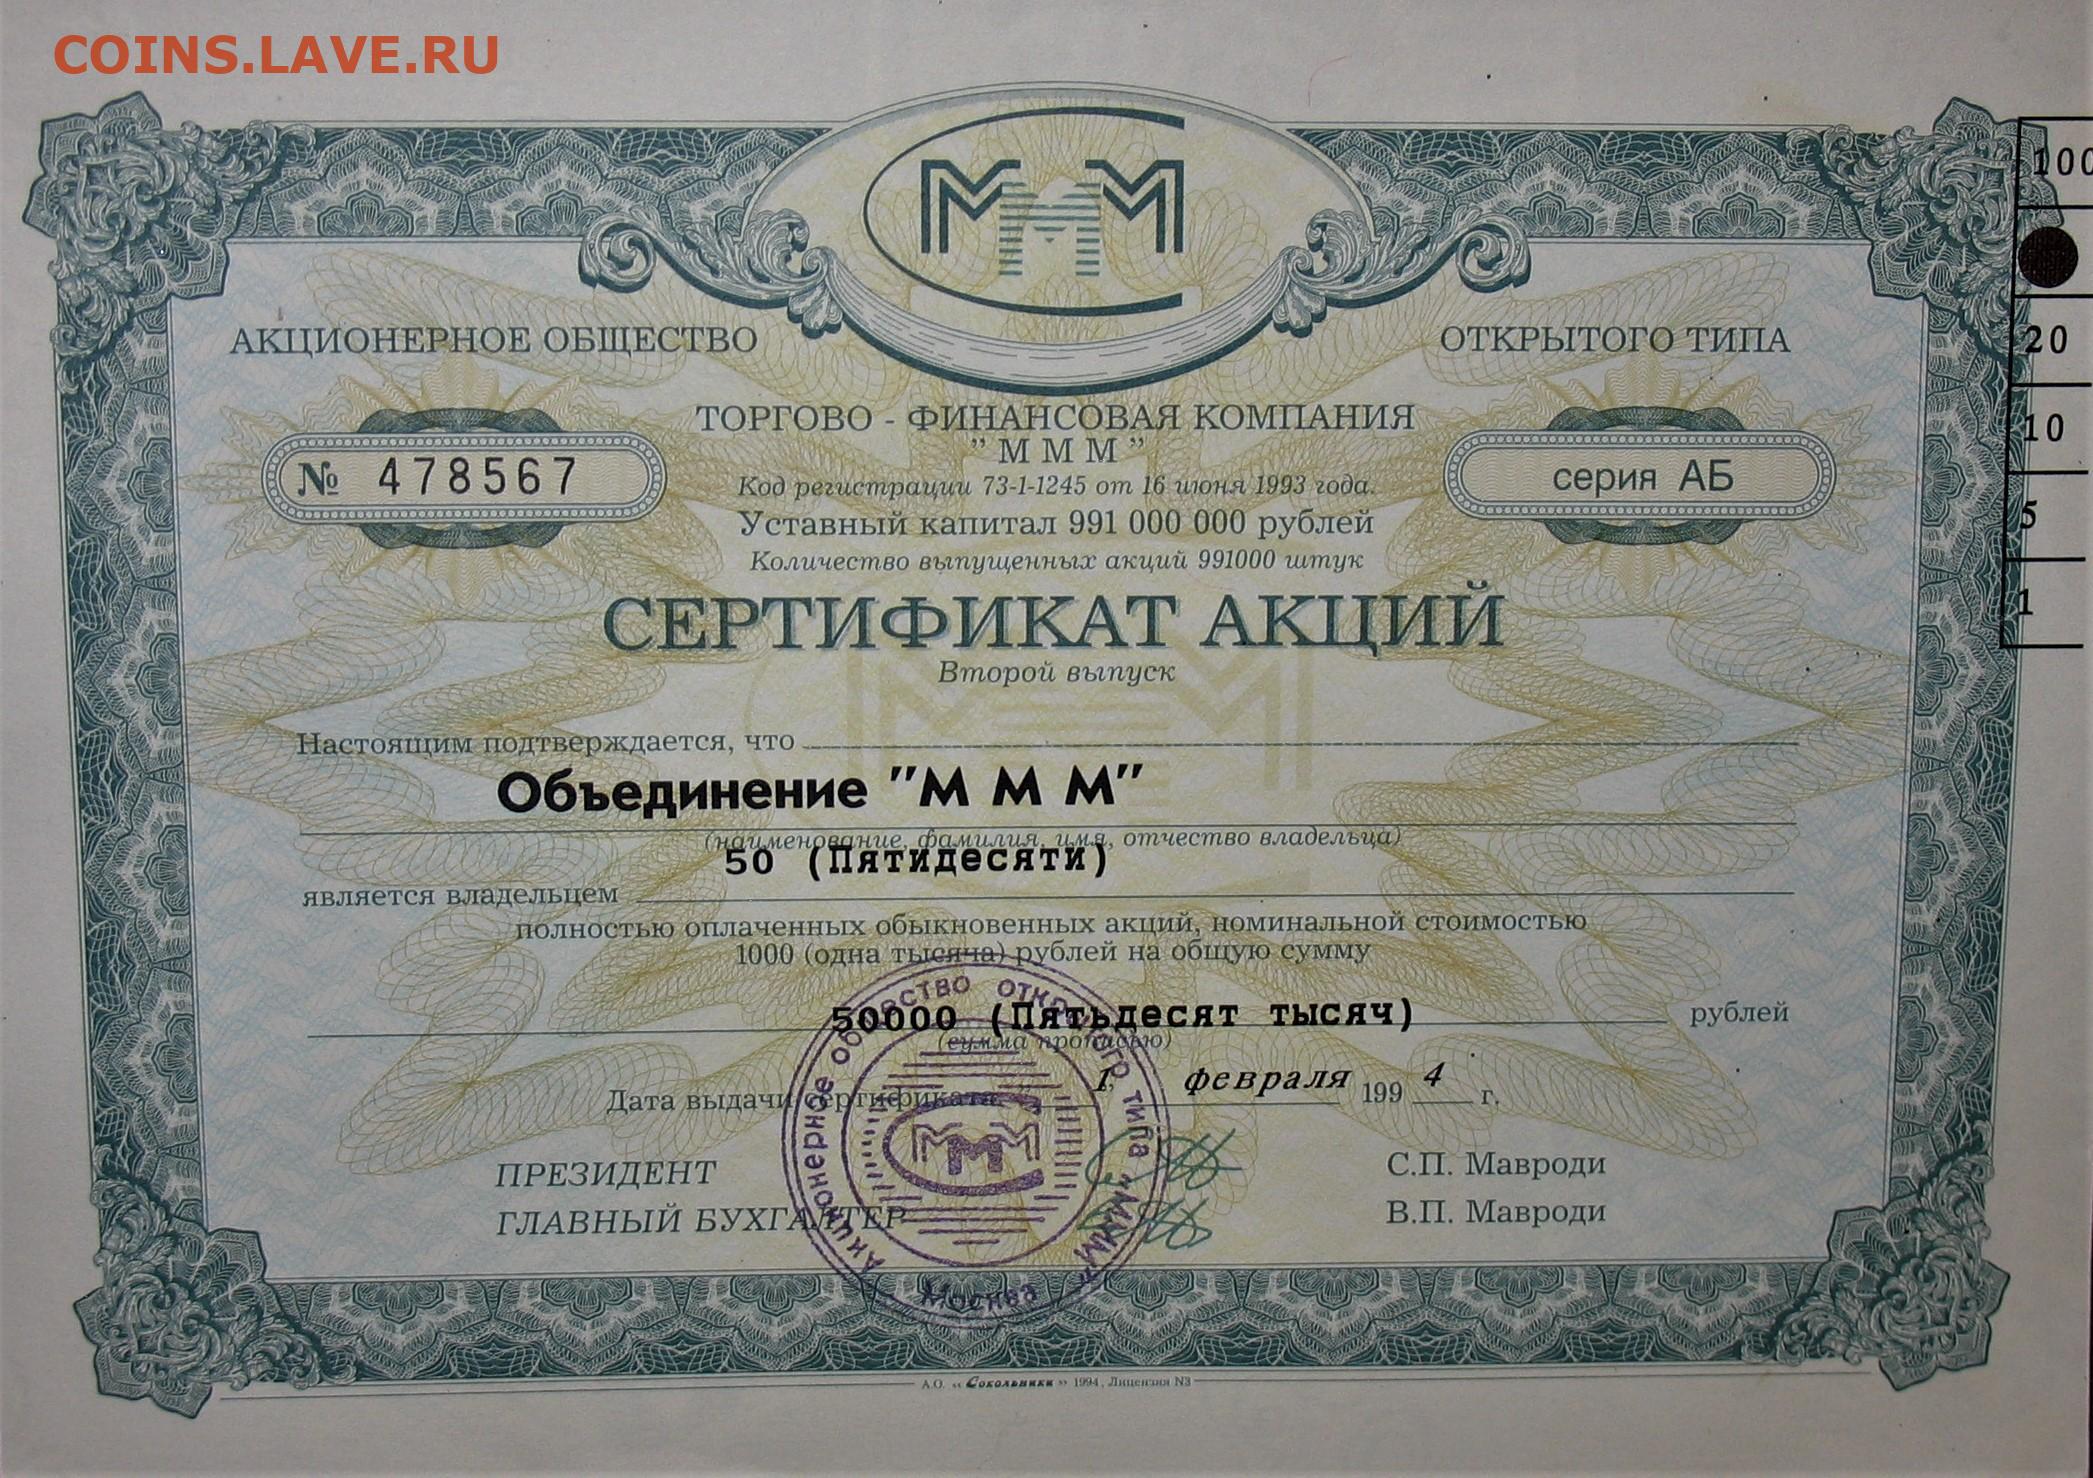 COINS.LAVE.RU
МММ
АКЦИОНЕРНОЕ ОБЩЕСТВО
ОТКРЫТОГО ТИПА
ТОРГОВО - ФИНАНСОВАЯ КОМПАНИЯ
"М М М"
№ 478567
серия АБ
Код регистрации 73-1-1245 от 16 июня 1993 года.
Уставный капитал 991 000 000 рублей
Количество выпущенных акций 991000 штук
СЕРТИФИКАТ АКЦИЙ
Второй выпуск
Настоящим подтверждается, что
Объединение "М М М"
(наименование, фамилия, имя, отчество владельца)
50 (Пятидесяти)
является владельцем
полностью оплаченных обыкновенных акций, номинальной стоимостью
1000 (одна тысяча) рублей на общую сумму
50000 (Пятьдесят тысяч) рублей
(сумма прописью)
Дата выдачи сертификата " 1 " февраля 199 4 г.
ПРЕЗИДЕНТ С.П. Мавроди
ГЛАВНЫЙ БУХГАЛТЕР В.П. Мавроди
Акционерное общество открытого типа "МММ"
МММ
Москва
А.О. «Сокольники» 1994, Лицензия N3
100
20
10
5
1